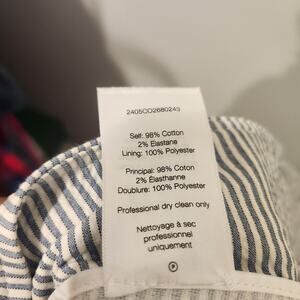 2405CO2680243
Self: 98% Cotton
2% Elastane
Lining: 100% Polyester
Principal: 98% Coton
2% Élasthanne
Doublure: 100% Polyester
Professional dry clean only
Nettoyage à sec
professionnel
uniquement
P